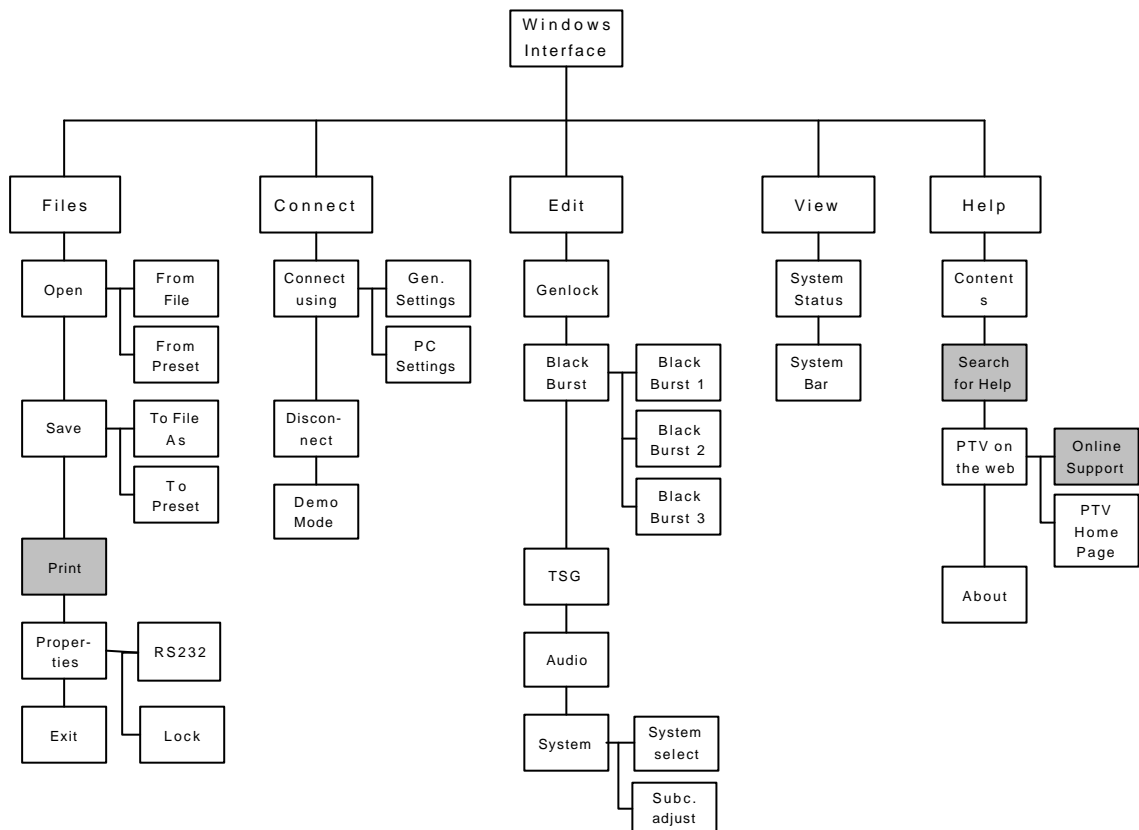 Windows
Interface
Files
Connect
Edit
View
Help
Open
From
File
From
Preset
Save
To File
As
To
Preset
Print
Proper-
ties
RS232
Exit
Lock
Connect
using
Gen.
Settings
PC
Settings
Discon-
nect
Demo
Mode
Genlock
Black
Burst
Black
Burst 1
Black
Burst 2
Black
Burst 3
TSG
Audio
System
System
select
Subc.
adjust
System
Status
System
Bar
Content
s
Search
for Help
PTV on
the web
Online
Support
PTV
Home
Page
About